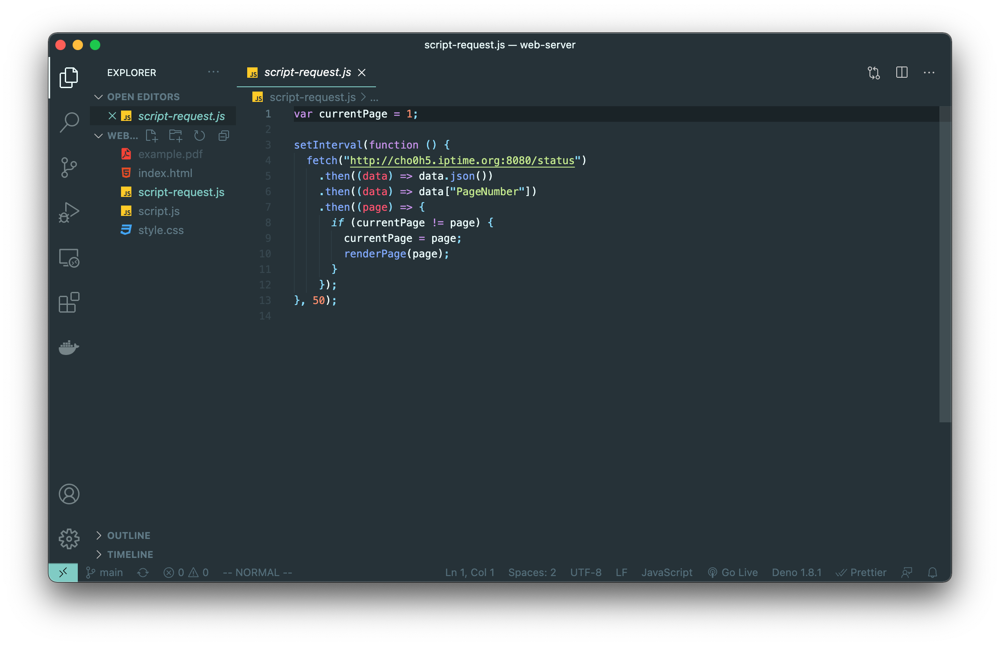 script-request.js — web-server
EXPLORER
OPEN EDITORS
script-request.js
WEB...
example.pdf
index.html
script-request.js
script.js
style.css
OUTLINE
TIMELINE
script-request.js
script-request.js > ...
1 var currentPage = 1;
2
3 setInterval(function () {
4   fetch("http://cho0h5.iptime.org:8080/status")
5     .then((data) => data.json())
6     .then((data) => data["PageNumber"])
7     .then((page) => {
8       if (currentPage != page) {
9         currentPage = page;
10         renderPage(page);
11       }
12     });
13 }, 50);
14
main 0 0 -- NORMAL -- Ln 1, Col 1 Spaces: 2 UTF-8 LF JavaScript Go Live Deno 1.8.1 Prettier